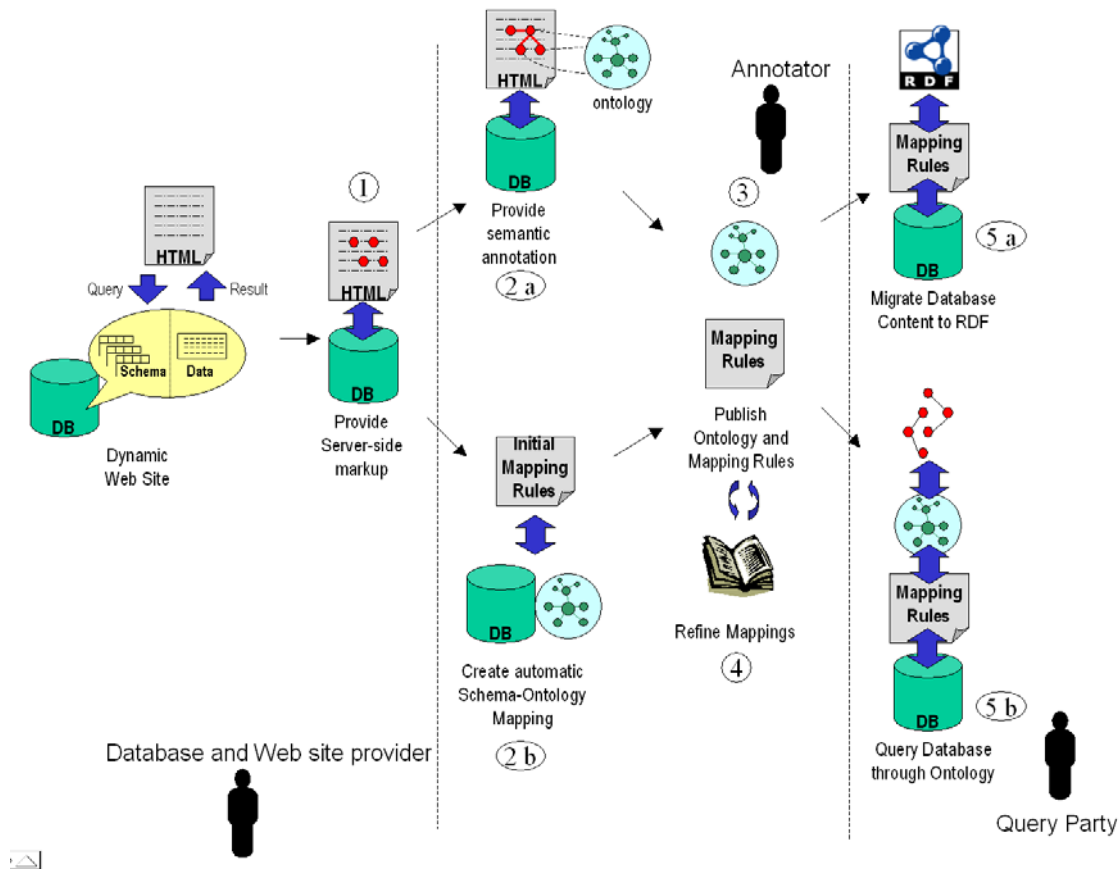 HTML
Query
Result
Schema
Data
DB
Dynamic
Web Site
1
HTML
DB
Provide
Server-side
markup
Database and Web site provider
HTML
ontology
DB
Provide
semantic
annotation
2 a
Initial
Mapping
Rules
DB
Create automatic
Schema-Ontology
Mapping
2 b
Annotator
3
Mapping
Rules
Publish
Ontology and
Mapping Rules
Refine Mappings
4
RDF
Mapping
Rules
DB
5 a
Migrate Database
Content to RDF
Mapping
Rules
DB
5 b
Query Database
through Ontology
Query Party